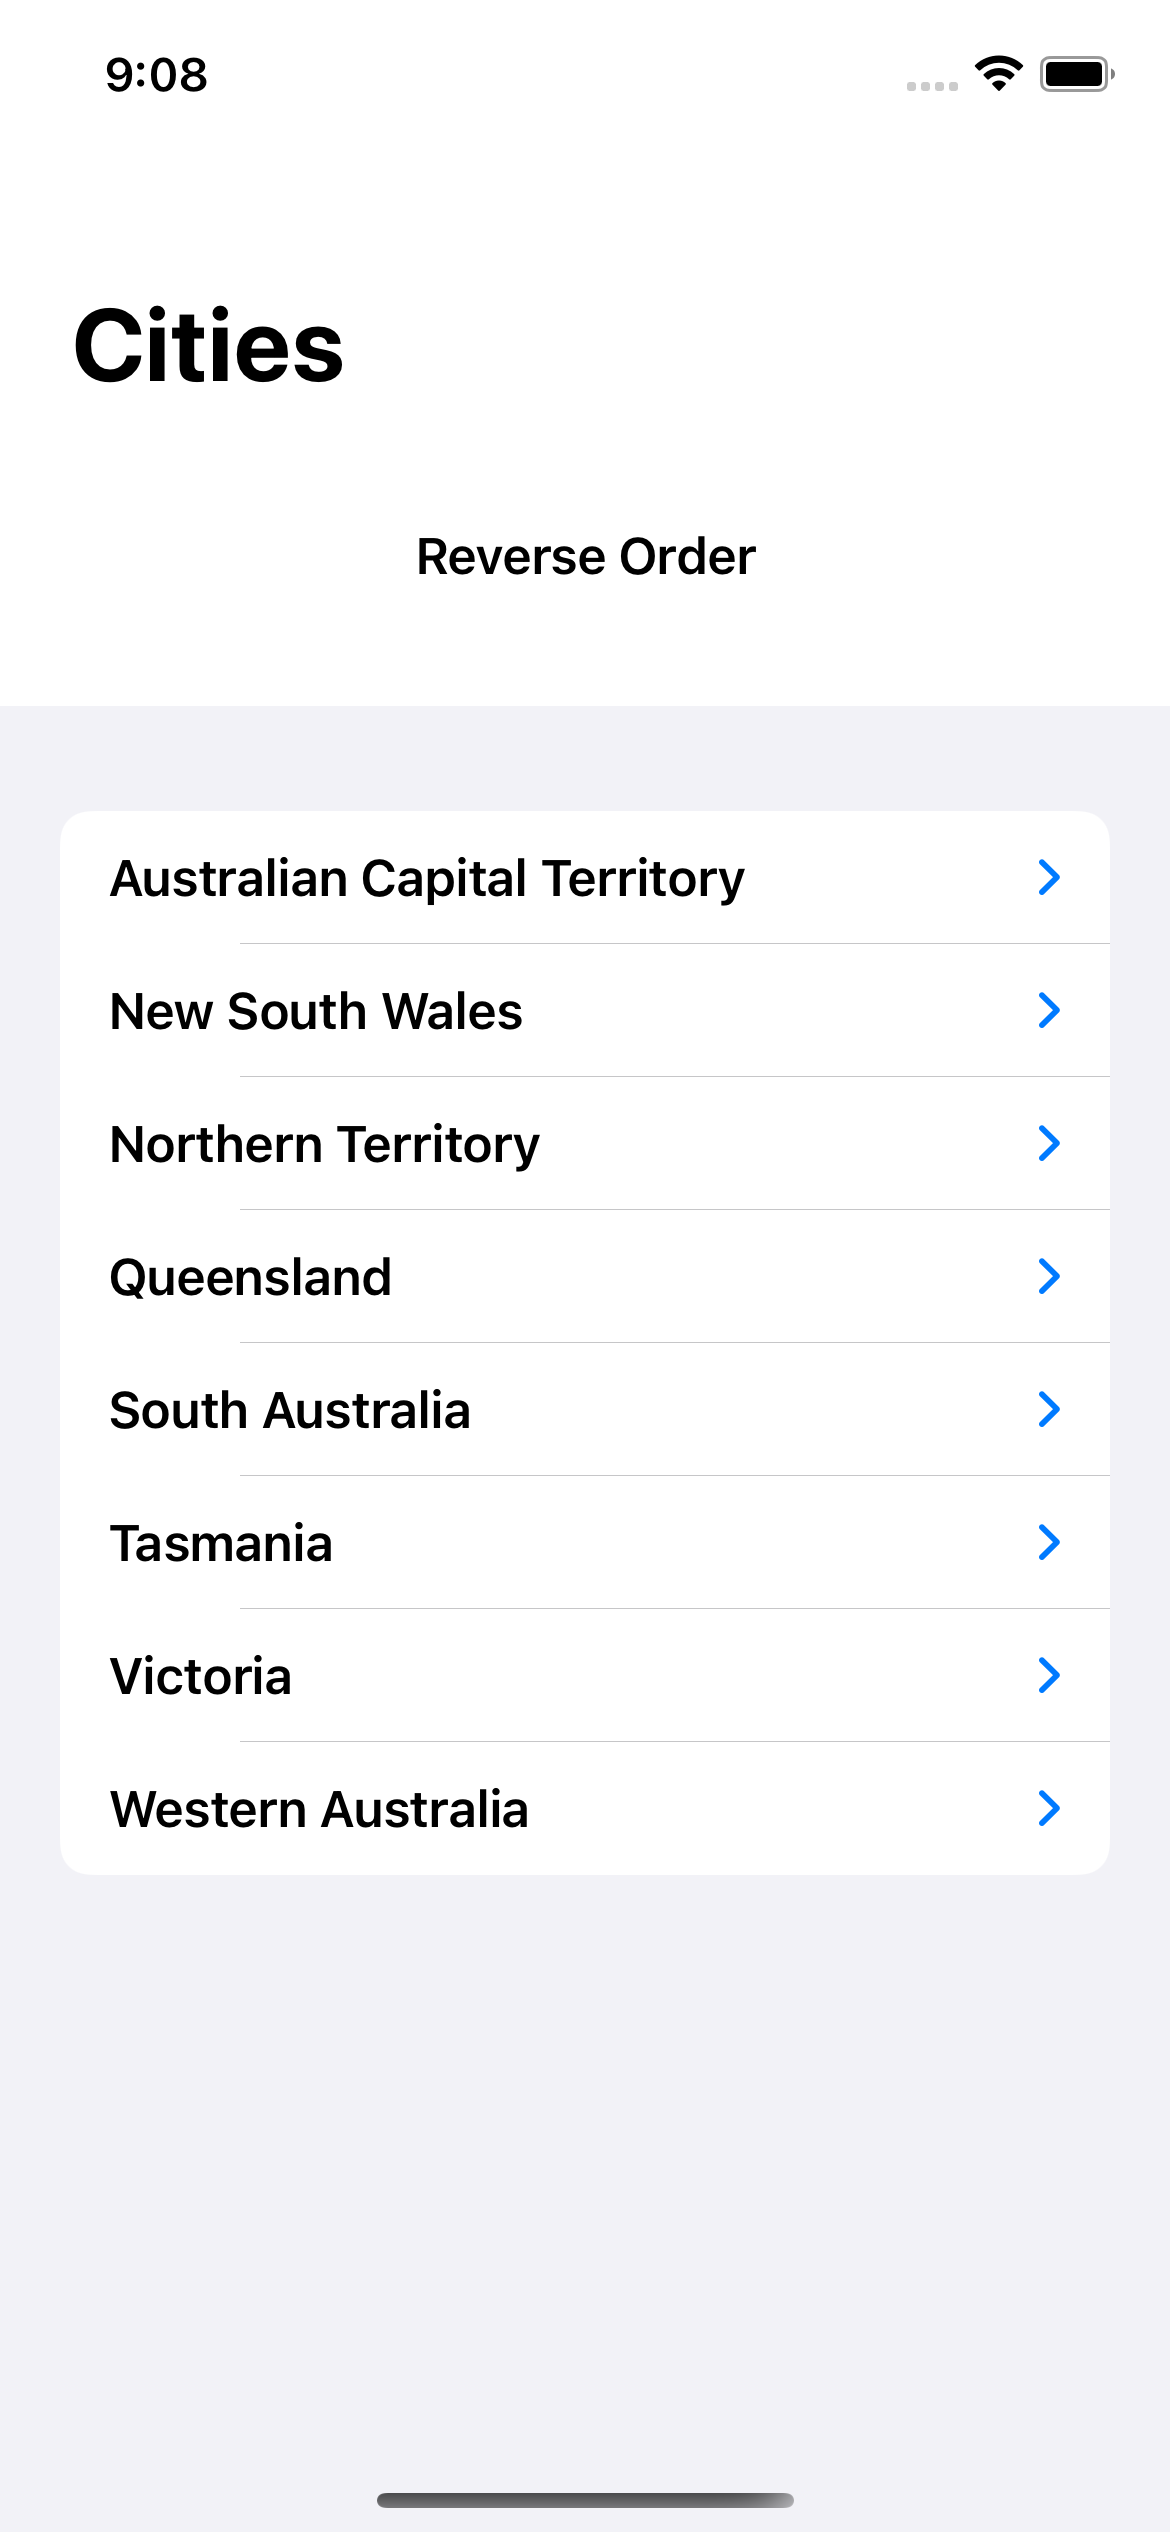 9:08
Cities
Reverse Order
Australian Capital Territory
New South Wales
Northern Territory
Queensland
South Australia
Tasmania
Victoria
Western Australia